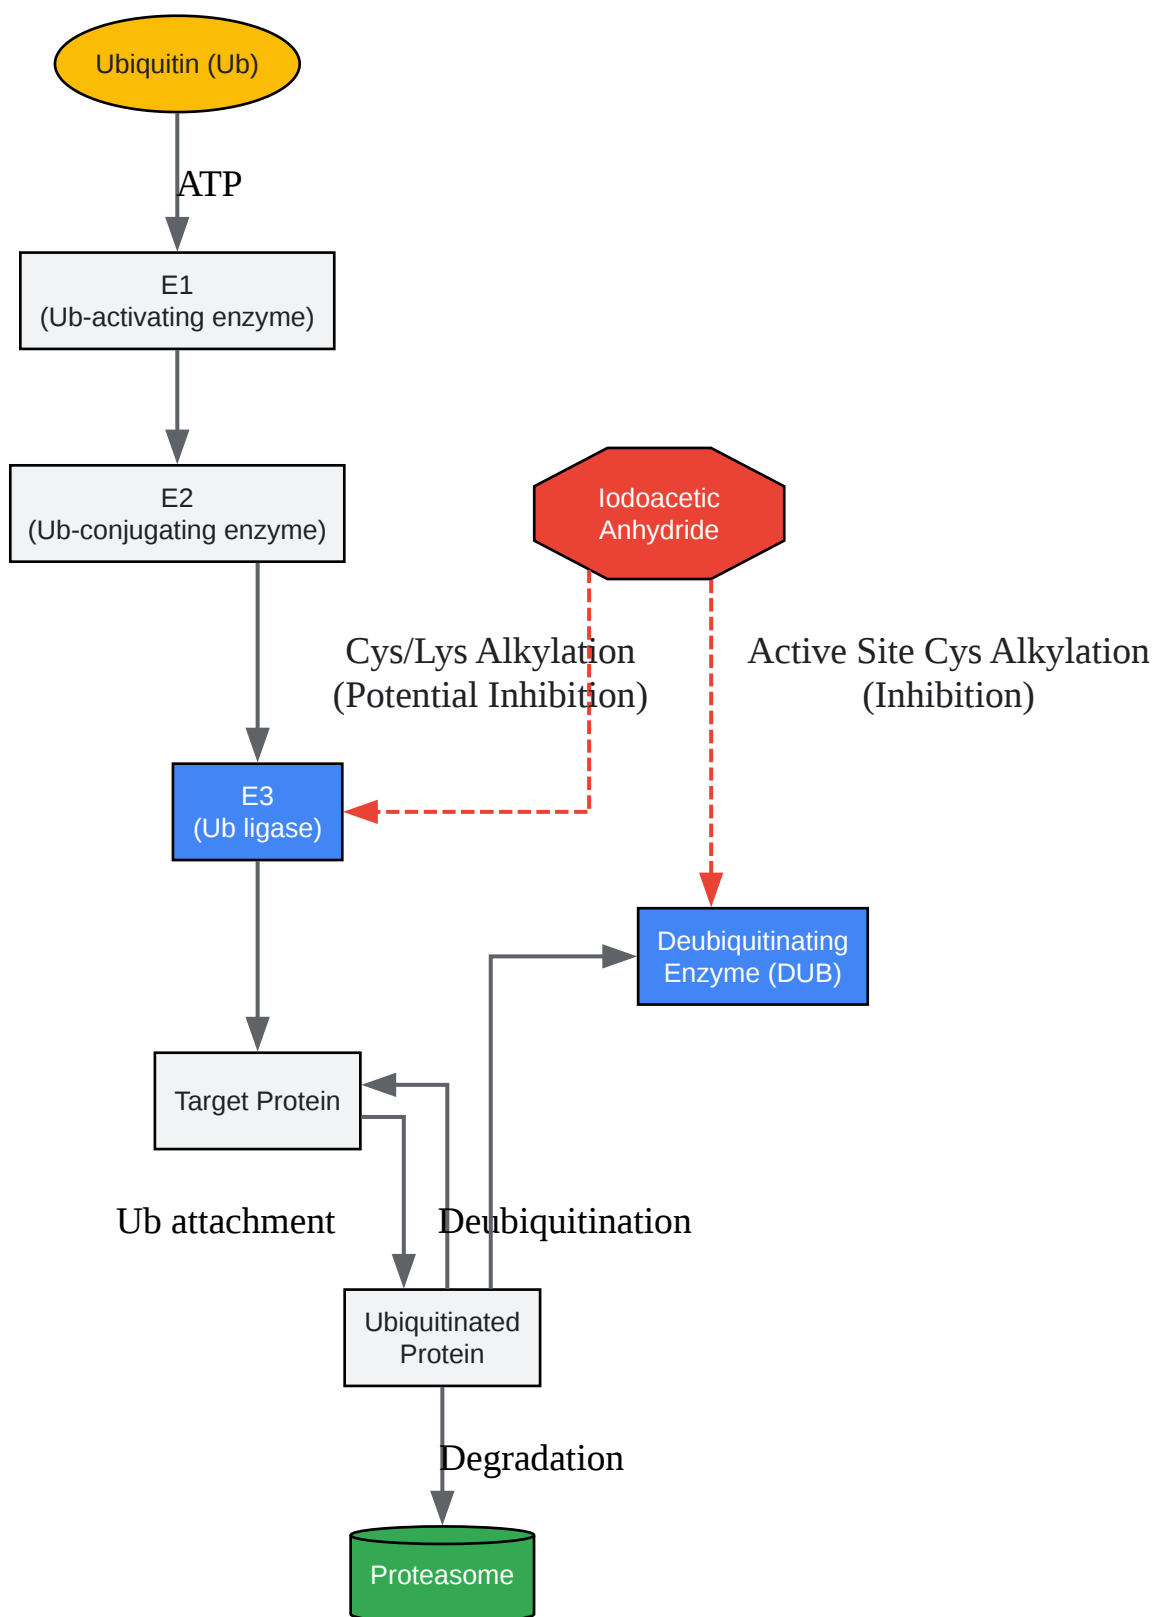 Ubiquitin (Ub)
ATP
E1
(Ub-activating enzyme)
E2
(Ub-conjugating enzyme)
Iodoacetic
Anhydride
Cys/Lys Alkylation
(Potential Inhibition)
Active Site Cys Alkylation
(Inhibition)
E3
(Ub ligase)
Deubiquitinating
Enzyme (DUB)
Target Protein
Ub attachment
Deubiquitination
Ubiquitinated
Protein
Degradation
Proteasome